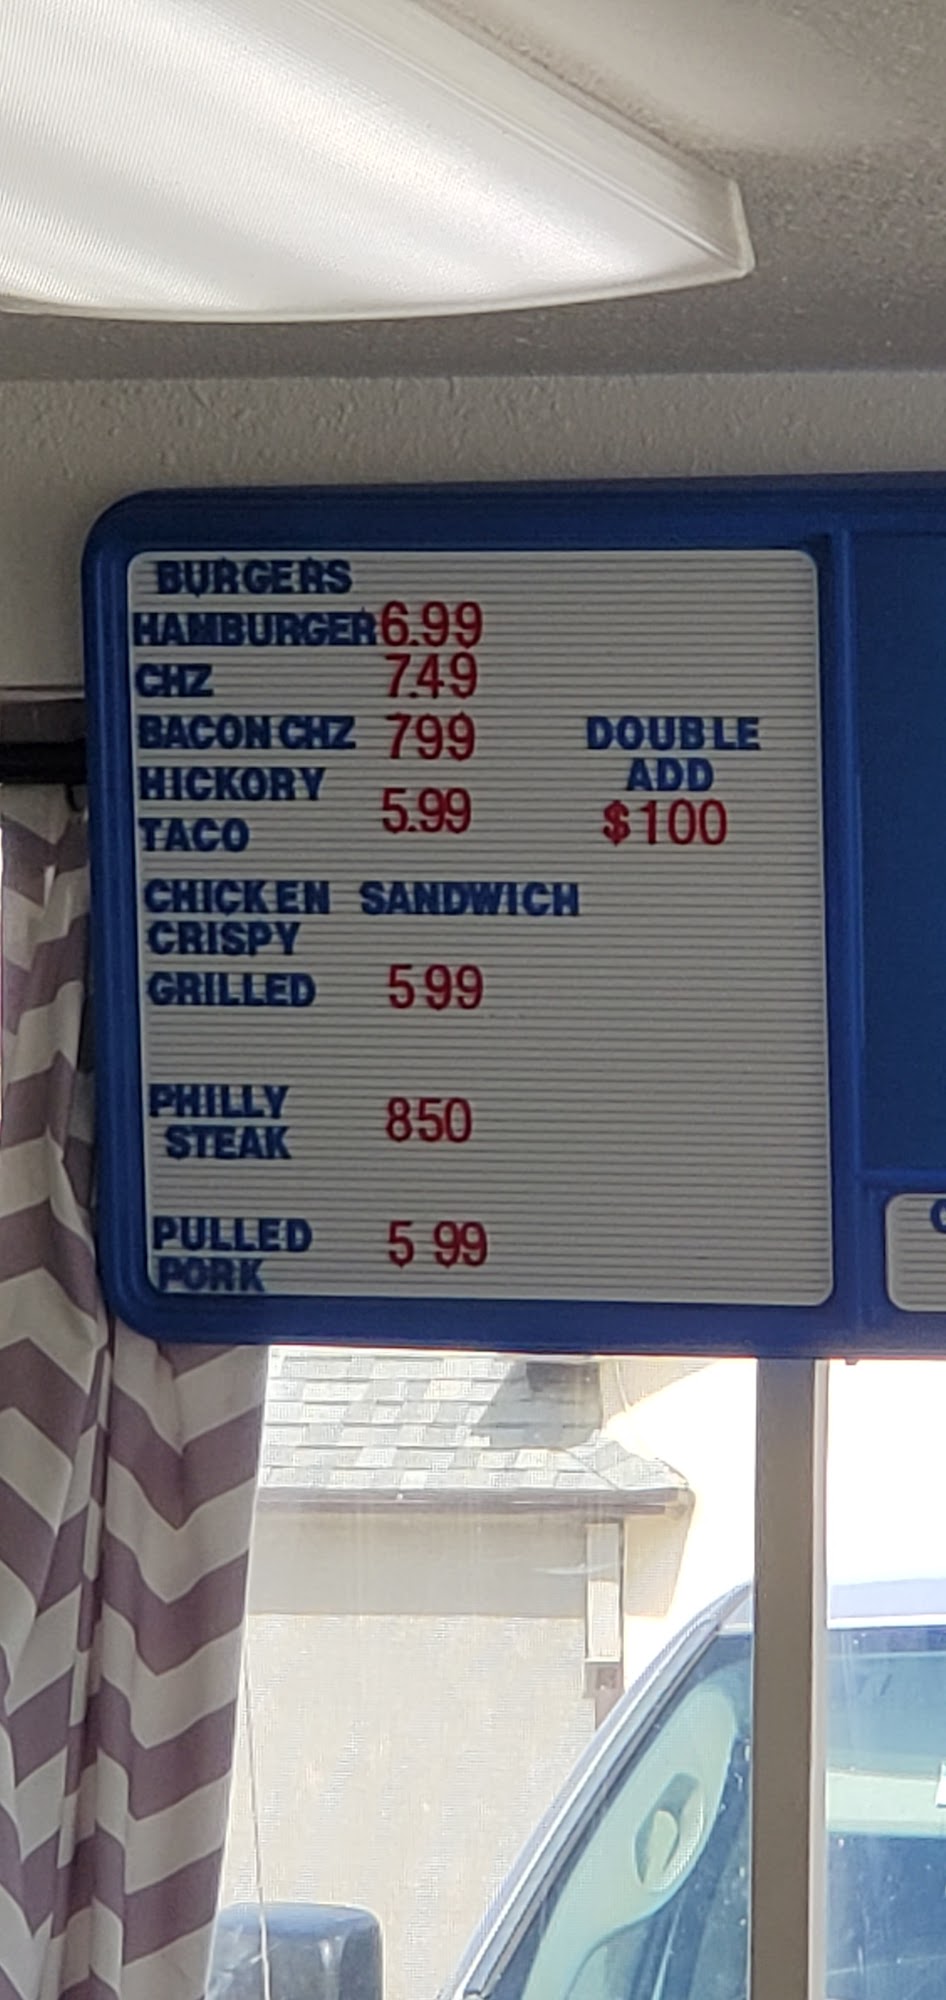 BURGERS
HAMBURGER 6.99
CHZ 7.49
BACON CHZ 799
HICKORY
TACO 5.99
DOUBLE
ADD
$100
CHICKEN SANDWICH
CRISPY
GRILLED 599
PHILLY
STEAK 850
PULLED
PORK 5 99